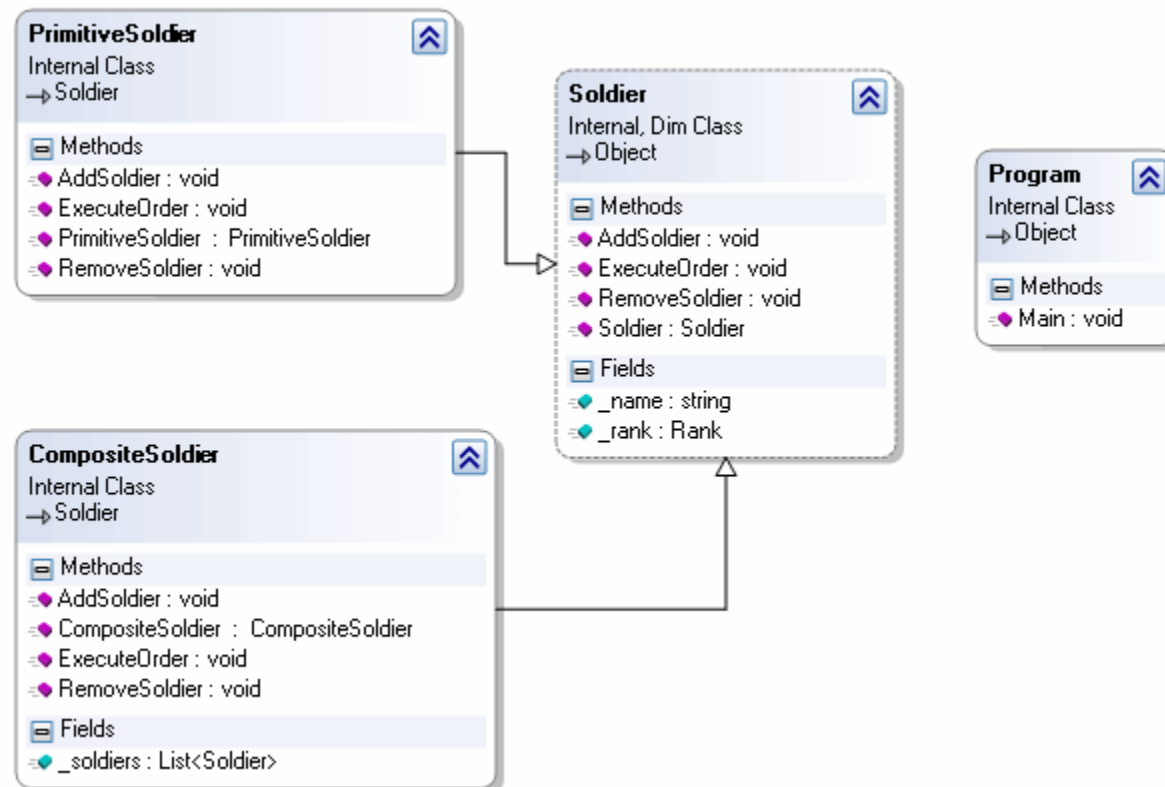 PrimitiveSoldier
Internal Class
Soldier
Methods
AddSoldier : void
ExecuteOrder : void
PrimitiveSoldier : PrimitiveSoldier
RemoveSoldier : void
Soldier
Internal, Dim Class
Object
Methods
AddSoldier : void
ExecuteOrder : void
RemoveSoldier : void
Soldier : Soldier
Fields
_name : string
_rank : Rank
Program
Internal Class
Object
Methods
Main : void
CompositeSoldier
Internal Class
Soldier
Methods
AddSoldier : void
CompositeSoldier : CompositeSoldier
ExecuteOrder : void
RemoveSoldier : void
Fields
_soldiers : List<Soldier>